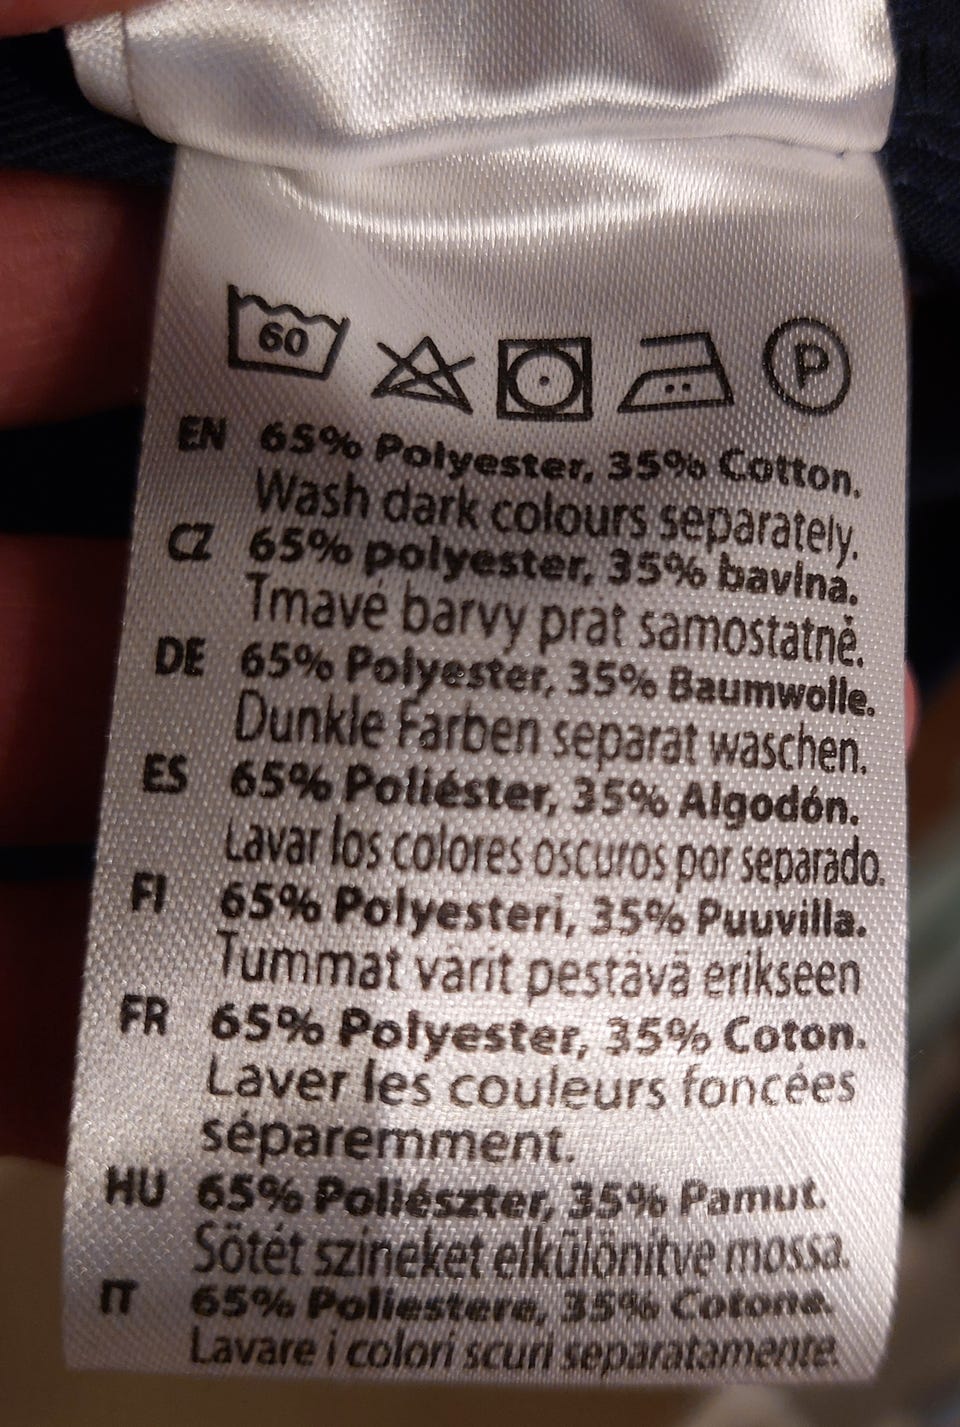 60 P
EN 65% Polyester, 35% Cotton.
Wash dark colours separately.
CZ 65% polyester, 35% bavlna.
Tmavé barvy prát samostatně.
DE 65% Polyester, 35% Baumwolle.
Dunkle Farben separat waschen.
ES 65% Poliéster, 35% Algodón.
Lavar los colores oscuros por separado.
FI 65% Polyesteri, 35% Puuvilla.
Tummat värit pestävä erikseen
FR 65% Polyester, 35% Coton.
Laver les couleurs foncées
séparemment.
HU 65% Poliészter, 35% Pamut.
Sötét színeket elkülönítve mossa.
IT 65% Poliestere, 35% Cotone.
Lavare i colori scuri separatamente.